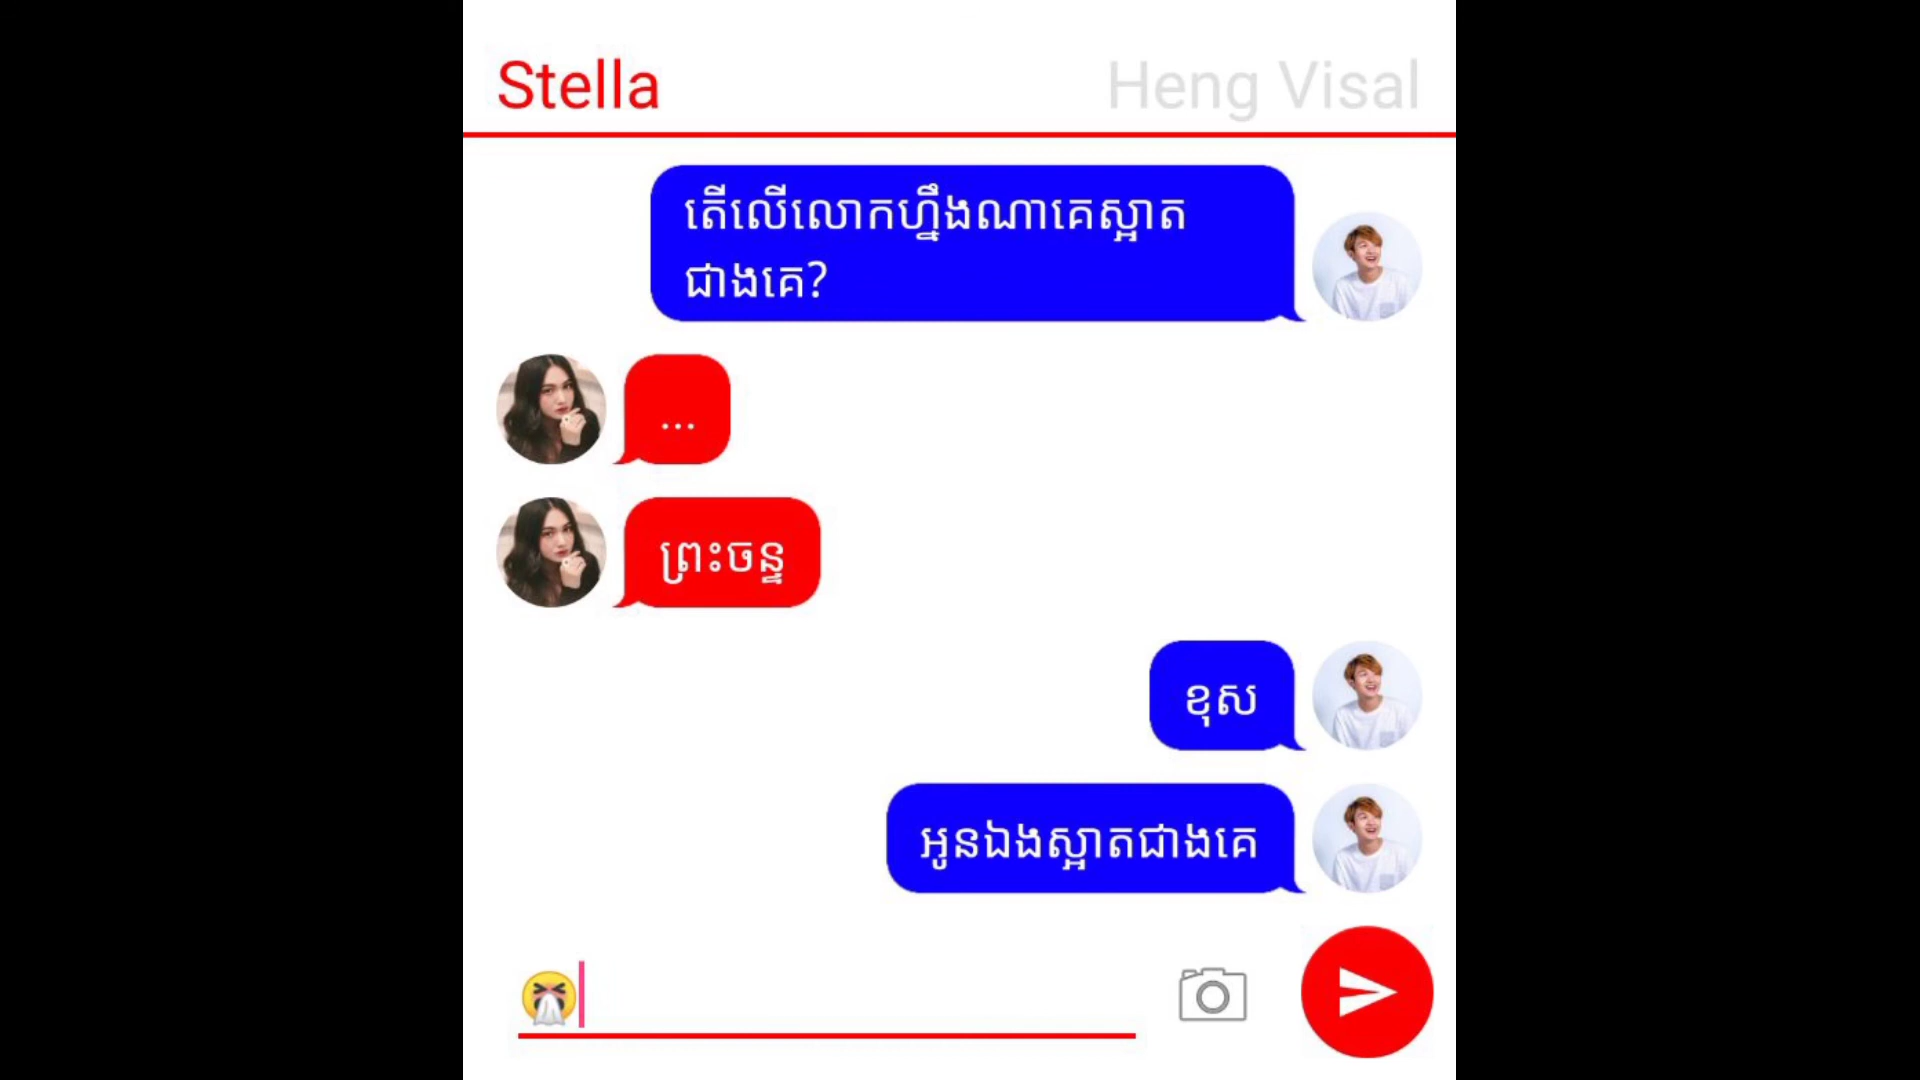 Stella
Heng Visal
តើលើលោកហ្នឹងណាគេស្អាត
ជាងគេ?
...
ព្រះចន្ទ
ខុស
អូនឯងស្អាតជាងគេ
🤧